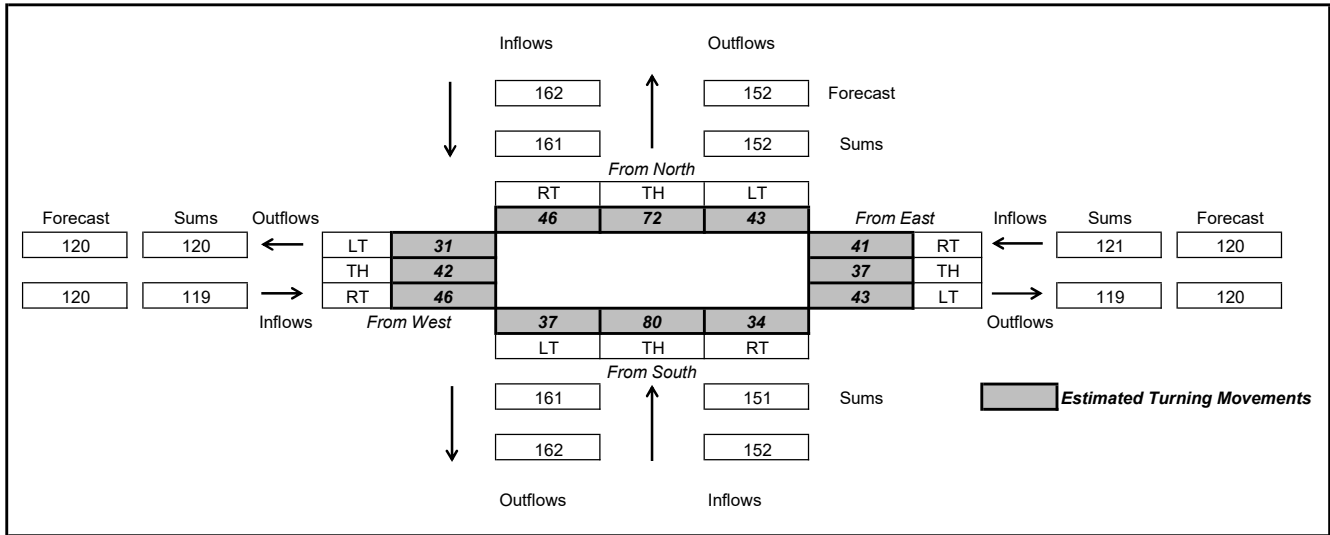 Inflows Outflows
162 152 Forecast
161 152 Sums
From North
RT TH LT
Forecast Sums Outflows 46 72 43 From East Inflows Sums Forecast
120 120 LT 31 41 RT 121 120
TH 42 37 TH
120 119 RT 46 43 LT 119 120
Inflows From West 37 80 34 Outflows
LT TH RT
From South
161 151 Sums Estimated Turning Movements
162 152
Outflows Inflows